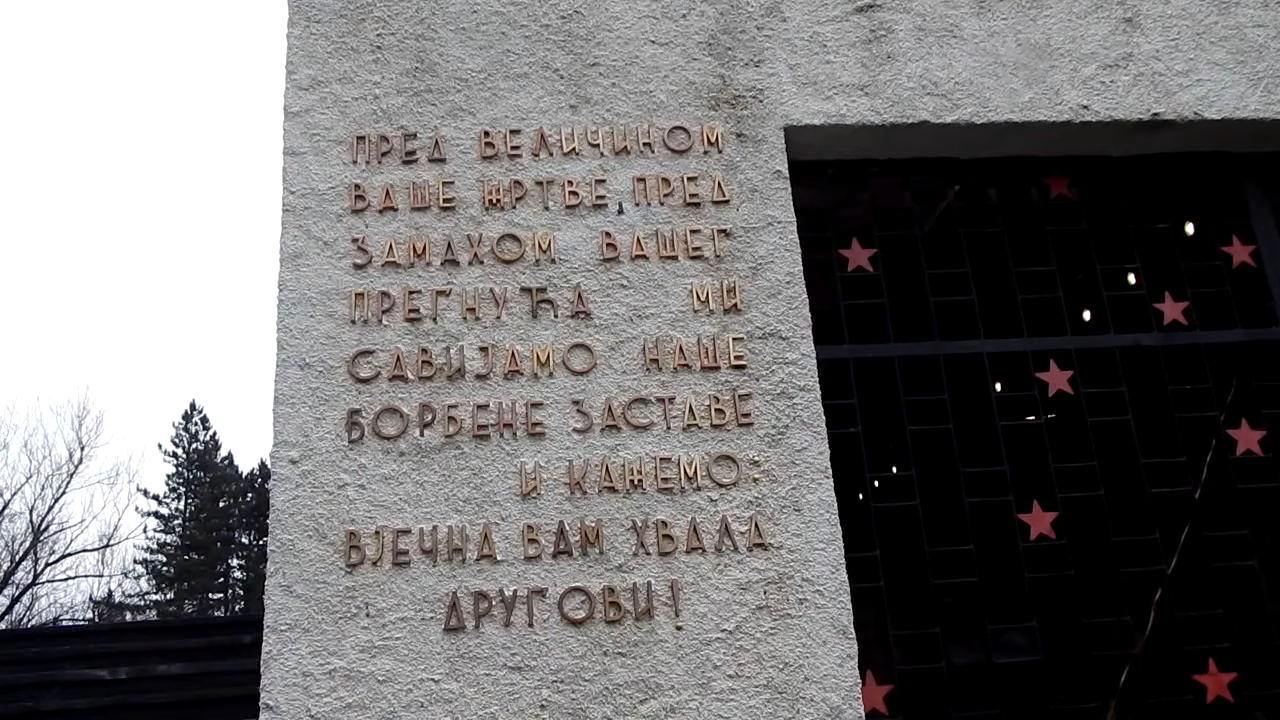 ПРЕД ВЕЛИЧИНОМ
ВАШЕ ЖРТВЕ, ПРЕД
ЗАМАХОМ ВАШЕГ
ПРЕГНУЋА МИ
САВИЈАМО НАШЕ
БОРБЕНЕ ЗАСТАВЕ
И КАЖЕМО:
ВЈЕЧНА ВАМ ХВАЛА
ДРУГОВИ!